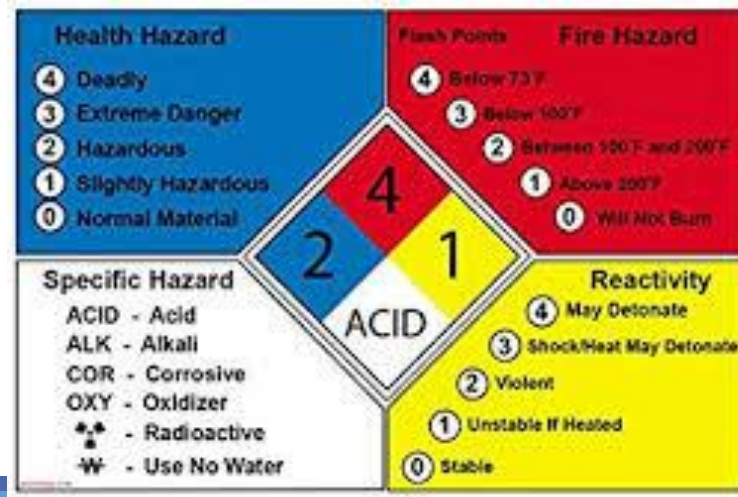 Health Hazard
4 Deadly
3 Extreme Danger
2 Hazardous
1 Slightly Hazardous
0 Normal Material
Flash Points Fire Hazard
4 Below 73°F
3 Below 100°F
2 Between 100°F and 200°F
1 Above 200°F
0 Will Not Burn
4
2
1
ACID
Specific Hazard
ACID - Acid
ALK - Alkali
COR - Corrosive
OXY - Oxidizer
- Radioactive
W - Use No Water
Reactivity
4 May Detonate
3 Shock/Heat May Detonate
2 Violent
1 Unstable If Heated
0 Stable